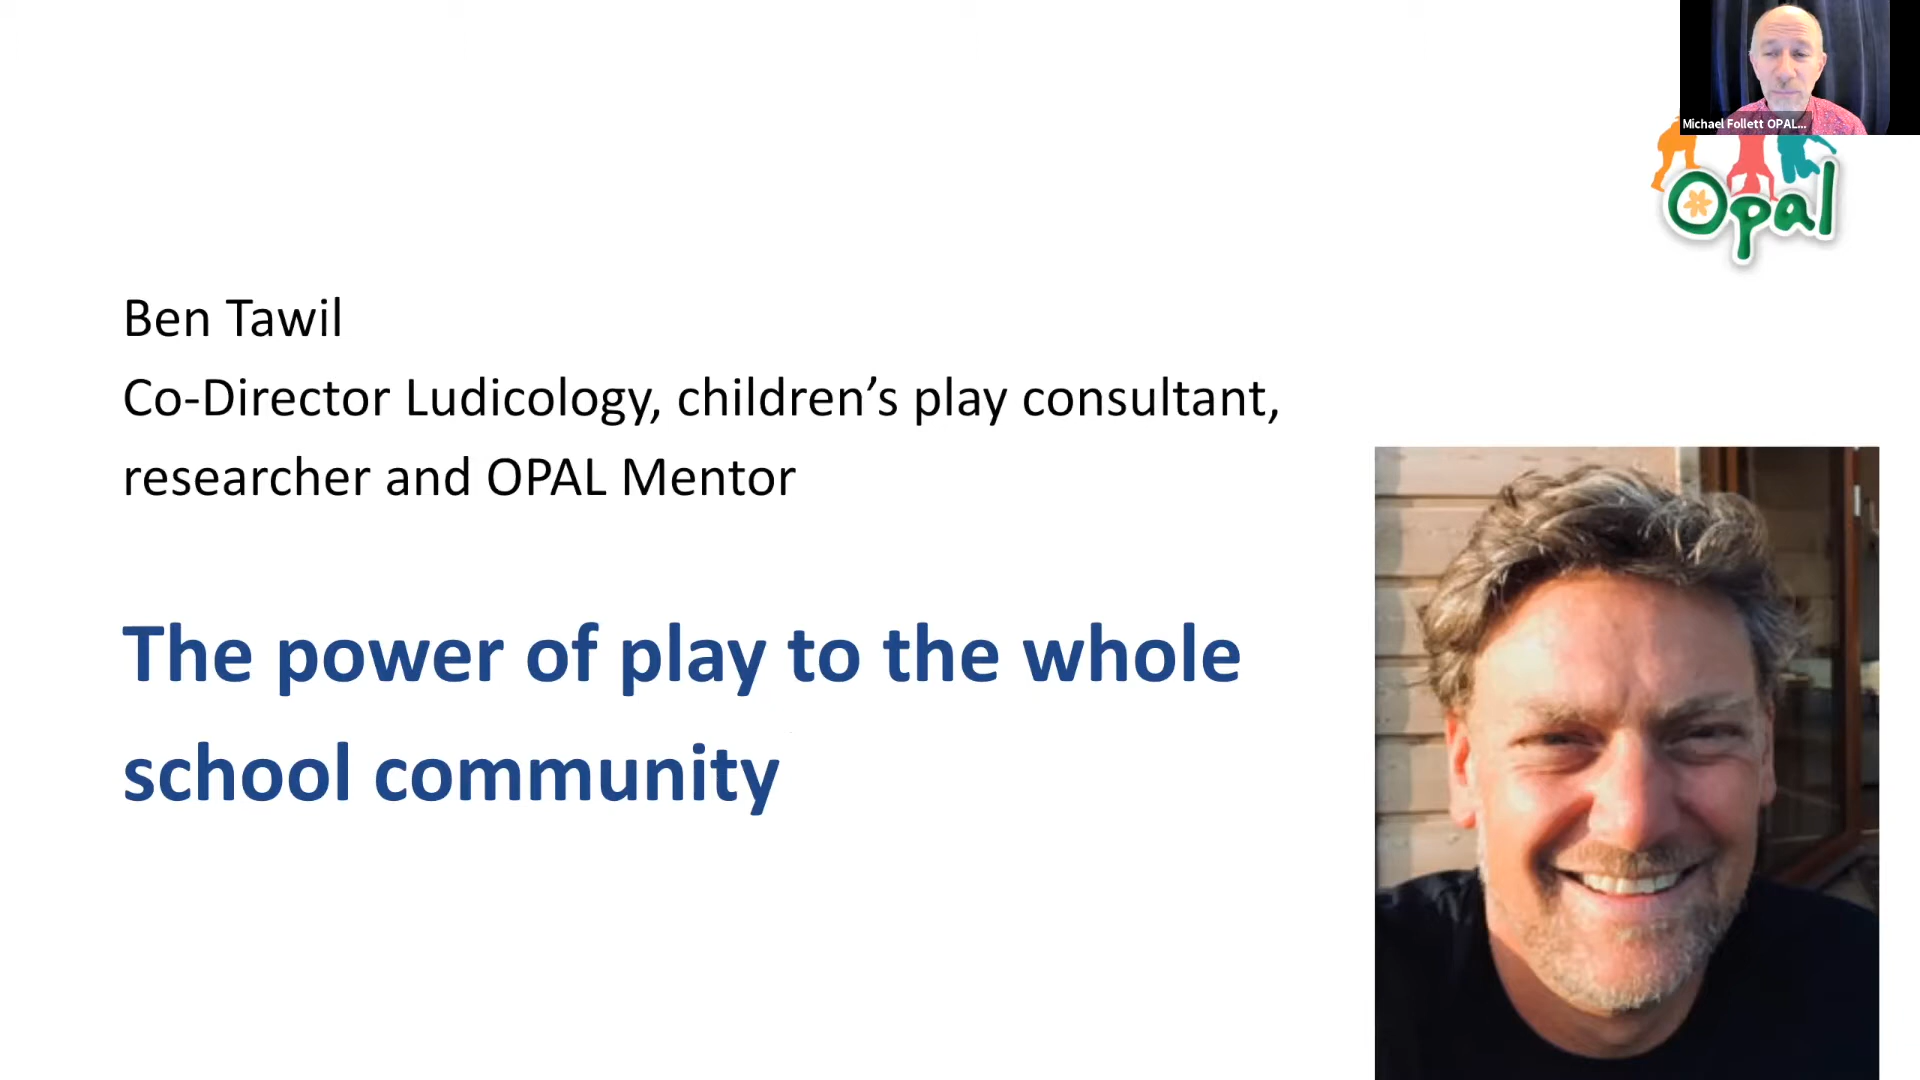 Michael Follett OPAL...
Opal
Ben Tawil
Co-Director Ludicology, children’s play consultant,
researcher and OPAL Mentor
The power of play to the whole
school community